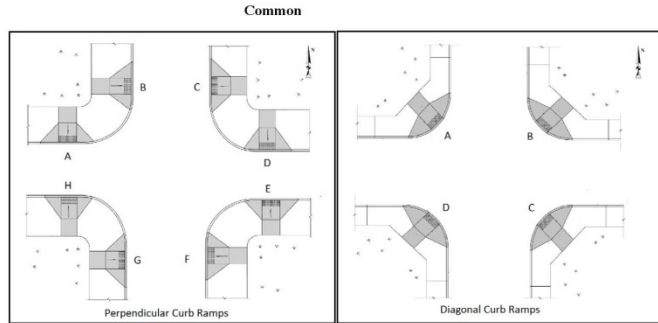 Common
N
B
C
A
D
H
E
G
F
Perpendicular Curb Ramps
N
A
B
D
C
Diagonal Curb Ramps